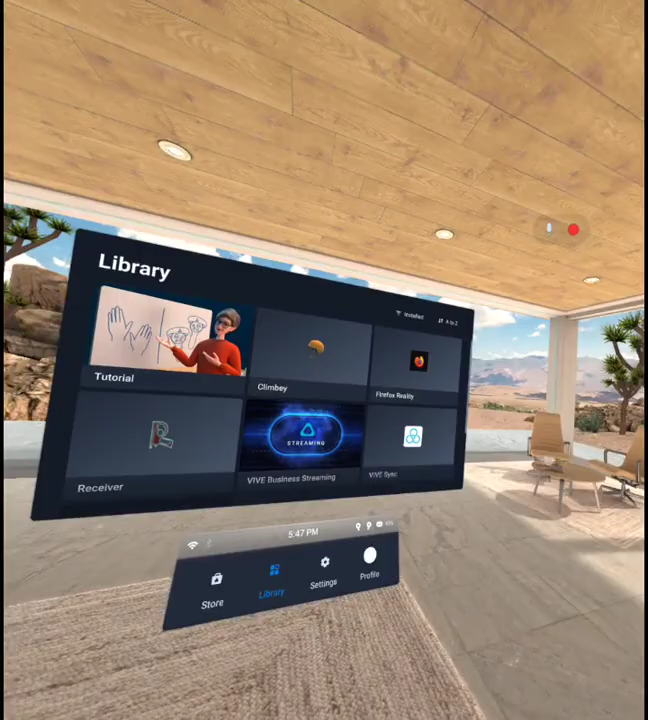 Library
Installed
A to Z
Tutorial
Climbey
Firefox Reality
STREAMING
Receiver
VIVE Business Streaming
VIVE Sync
5:47 PM
Store
Library
Settings
Profile